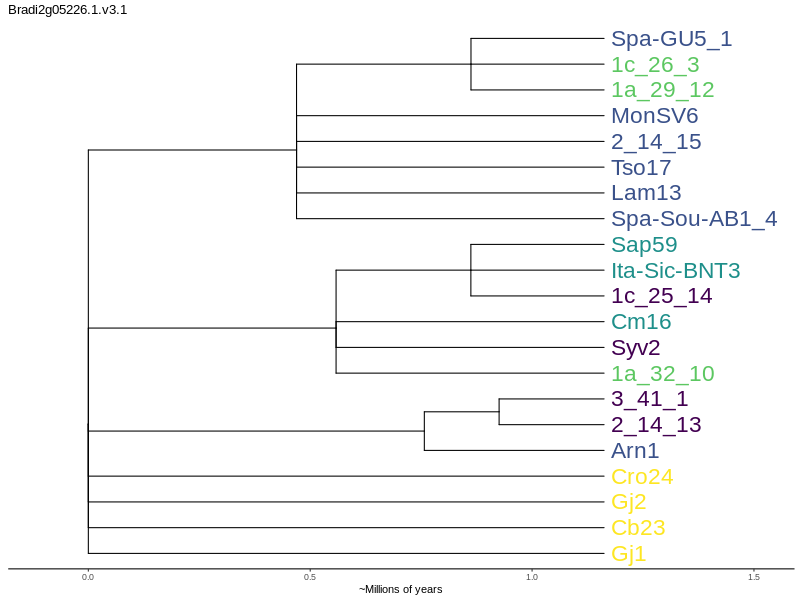 Bradi2g05226.1.v3.1
Spa-GU5_1
1c_26_3
1a_29_12
MonSV6
2_14_15
Tso17
Lam13
Spa-Sou-AB1_4
Sap59
Ita-Sic-BNT3
1c_25_14
Cm16
Syv2
1a_32_10
3_41_1
2_14_13
Arn1
Cro24
Gj2
Cb23
Gj1
0.0 0.5 1.0 1.5
~Millions of years